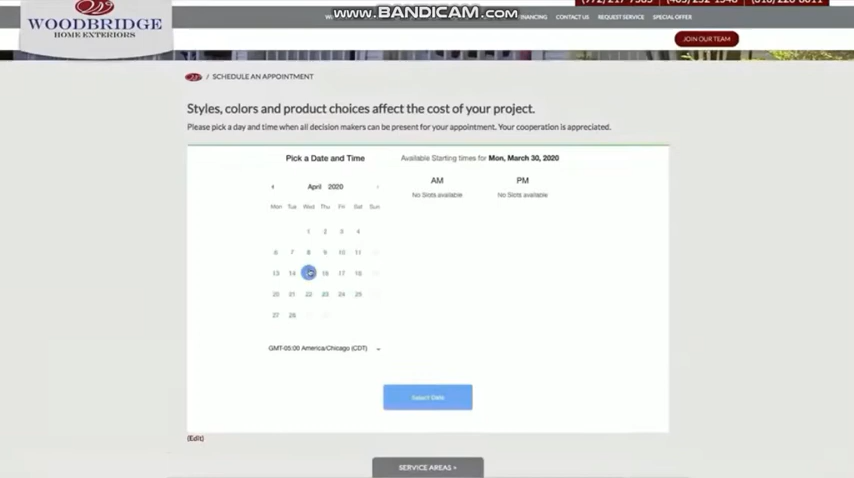 www.BANDICAM.com
WOODBRIDGE
HOME EXTERIORS
FINANCING CONTACT US REQUEST SERVICE SPECIAL OFFER
JOIN OUR TEAM
/ SCHEDULE AN APPOINTMENT
Styles, colors and product choices affect the cost of your project.
Please pick a day and time when all decision makers can be present for your appointment. Your cooperation is appreciated.
Pick a Date and Time
Available Starting times for Mon, March 30, 2020
AM PM
No Slots available No Slots available
April 2020
Mon Tue Wed Thu Fri Sat Sun
1 2 3 4
6 7 8 9 10 11
13 14 16 17 18
20 21 22 23 24 25
27 28
GMT-05:00 America/Chicago (CDT)
Select Date
(Edit)
SERVICE AREAS +